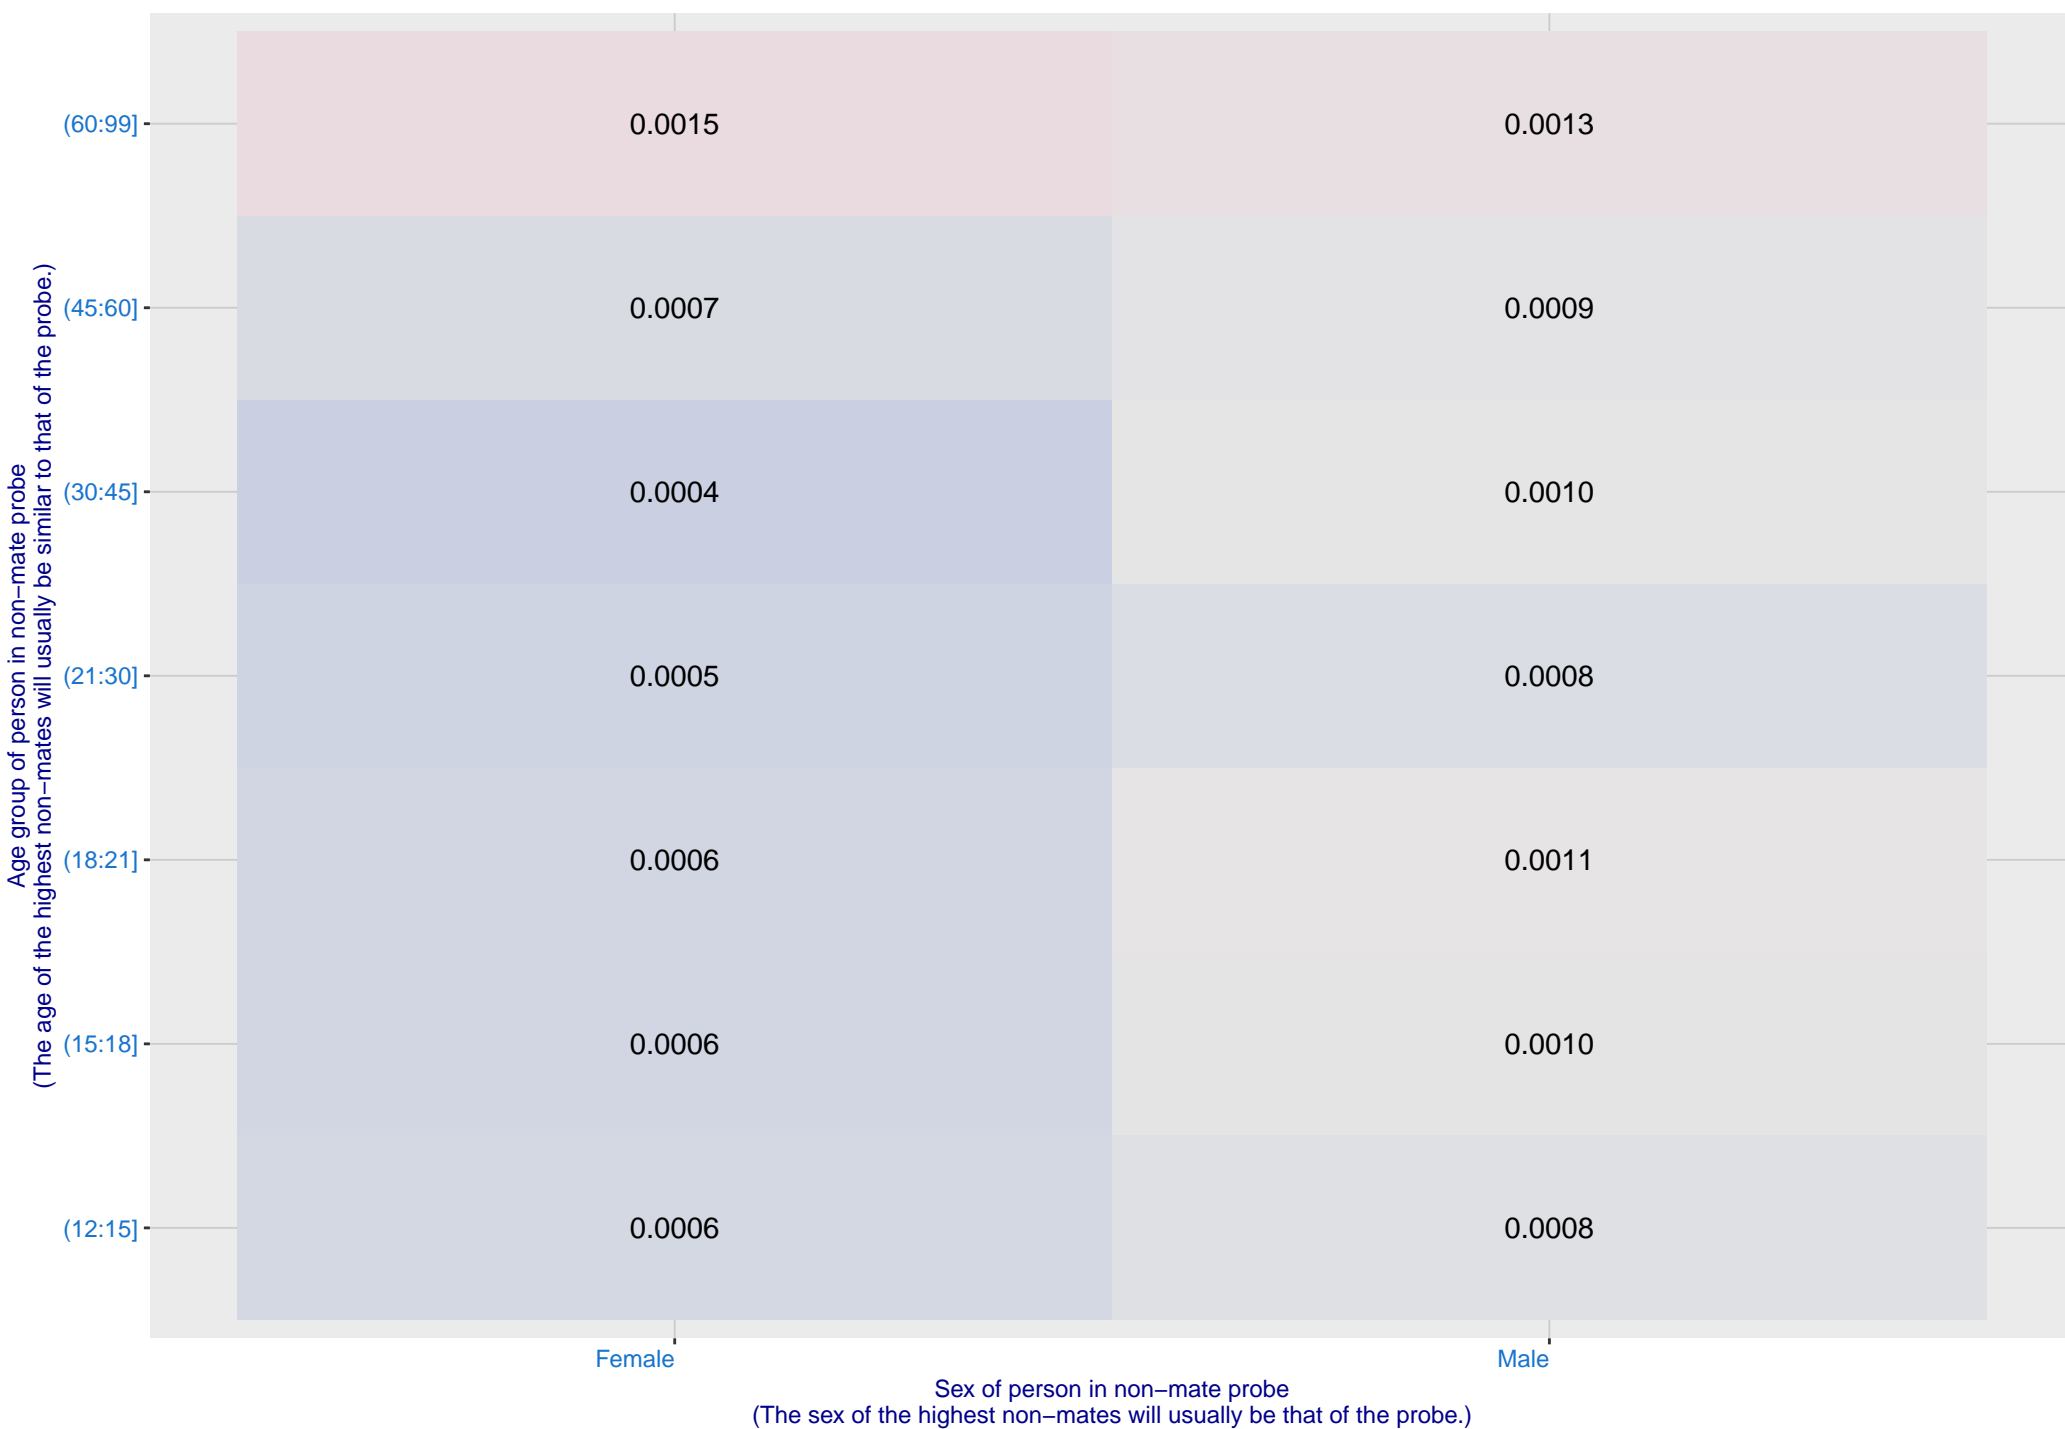 Age group of person in non−mate probe
(The age of the highest non−mates will usually be similar to that of the probe.)
(60:99] 0.0015 0.0013
(45:60] 0.0007 0.0009
(30:45] 0.0004 0.0010
(21:30] 0.0005 0.0008
(18:21] 0.0006 0.0011
(15:18] 0.0006 0.0010
(12:15] 0.0006 0.0008
Female Male
Sex of person in non−mate probe
(The sex of the highest non−mates will usually be that of the probe.)